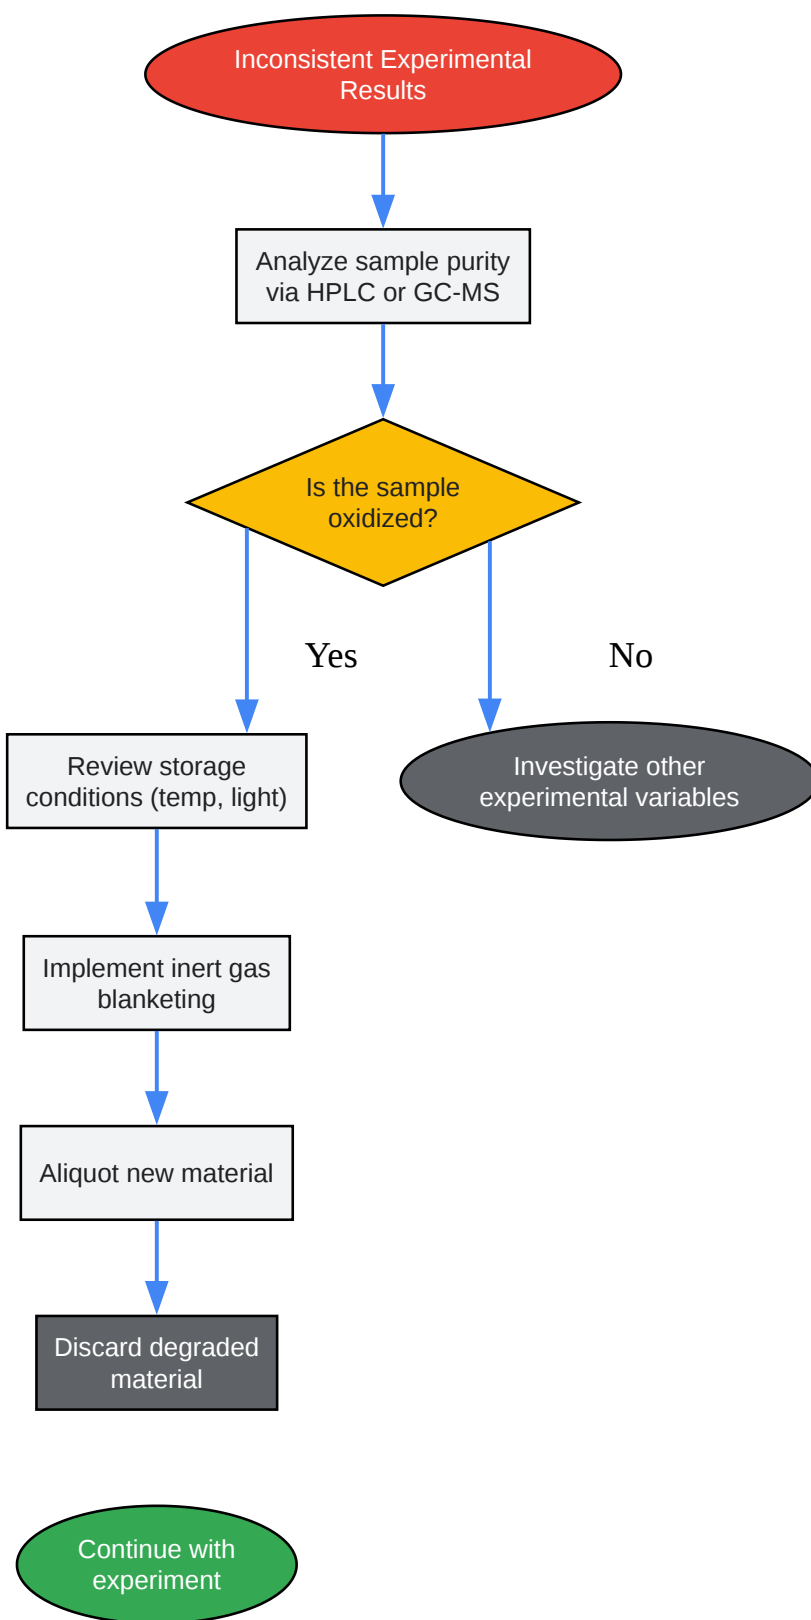 Inconsistent Experimental
Results
Analyze sample purity
via HPLC or GC-MS
Is the sample
oxidized?
Yes
No
Review storage
conditions (temp, light)
Investigate other
experimental variables
Implement inert gas
blanketing
Aliquot new material
Discard degraded
material
Continue with
experiment